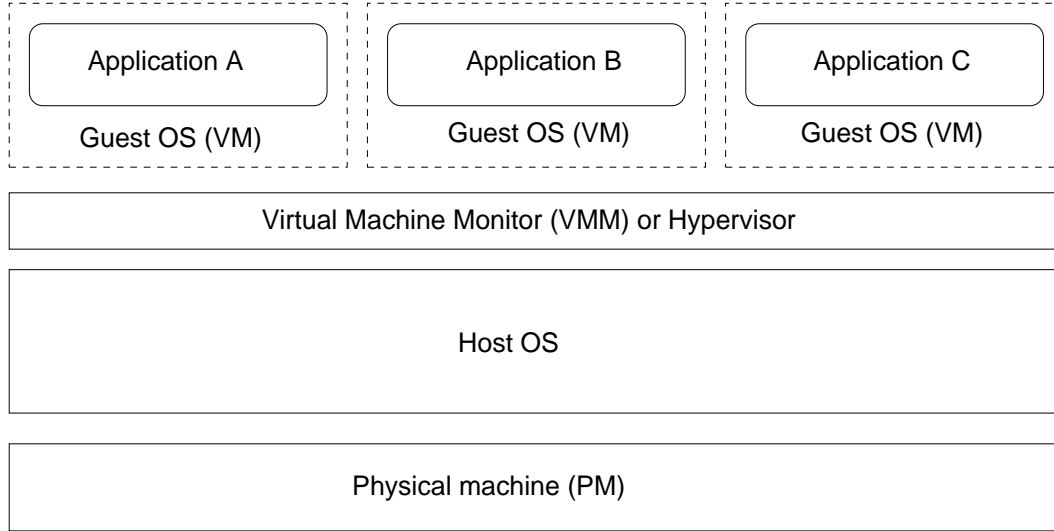 Application A
Application B
Application C
Guest OS (VM)
Guest OS (VM)
Guest OS (VM)
Virtual Machine Monitor (VMM) or Hypervisor
Host OS
Physical machine (PM)